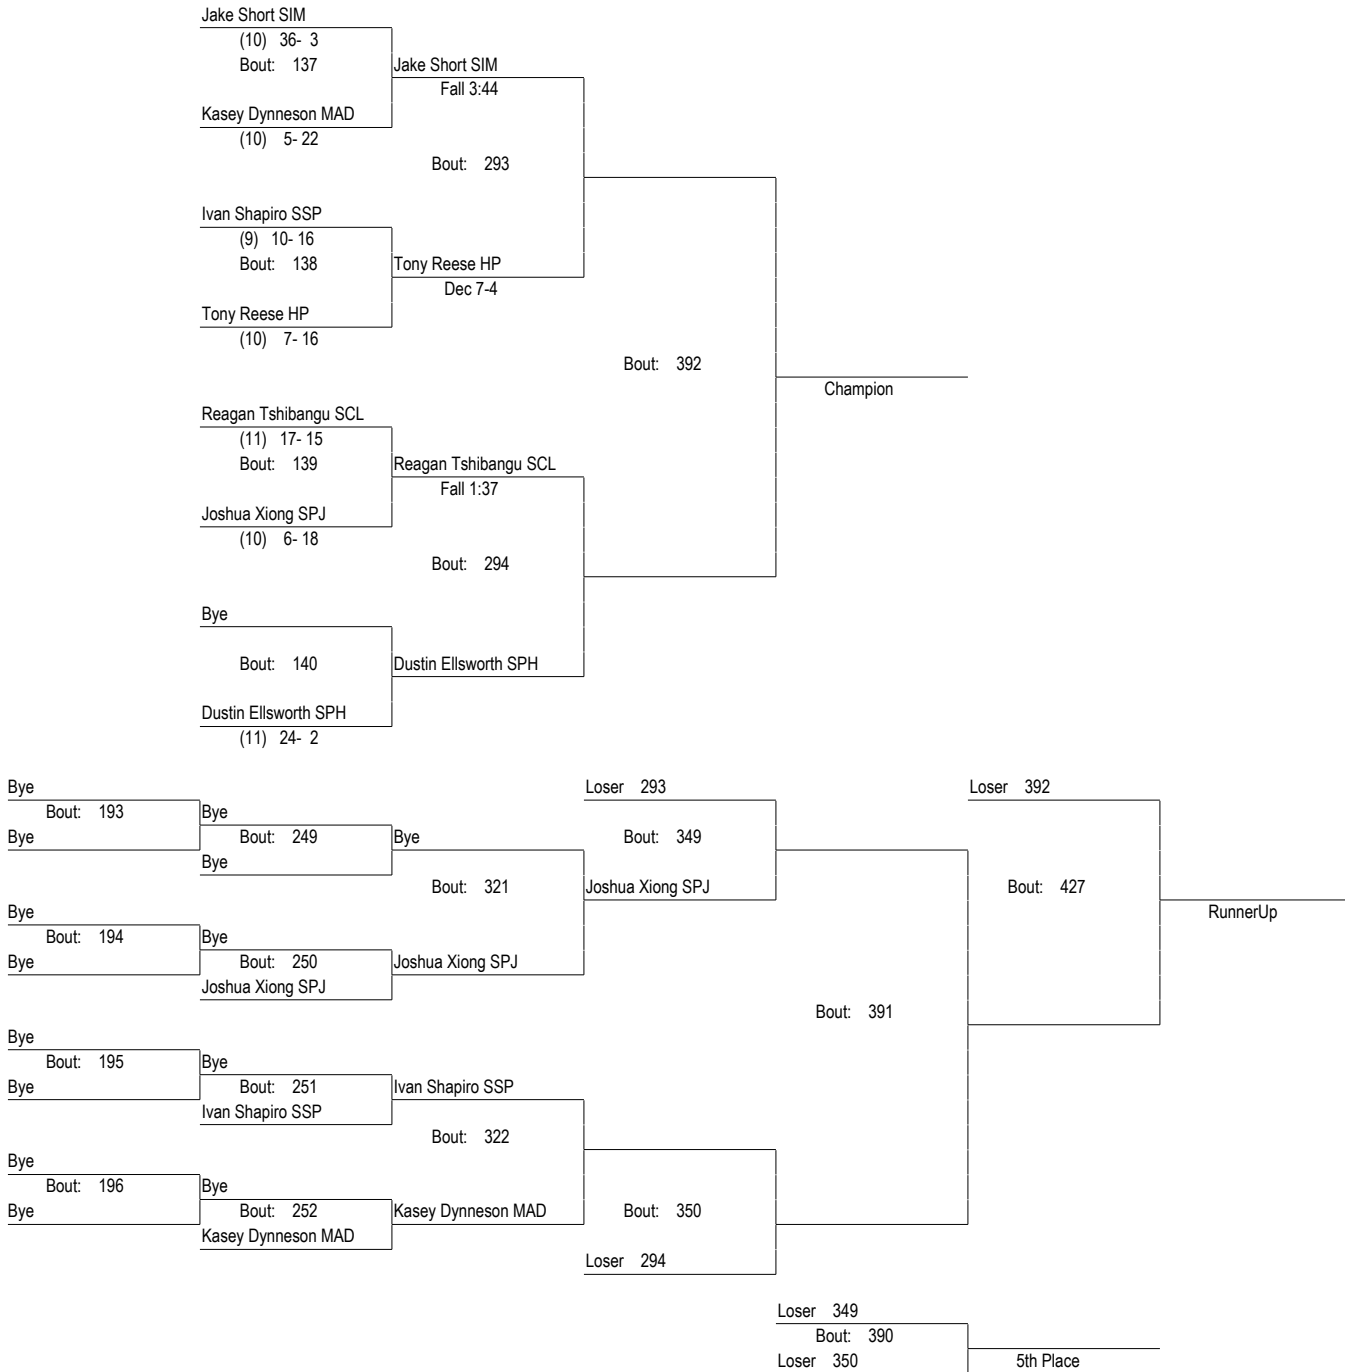 Jake Short SIM
(10) 36- 3
Bout: 137
Jake Short SIM
Fall 3:44
Kasey Dynneson MAD
(10) 5- 22
Bout: 293
Ivan Shapiro SSP
(9) 10- 16
Bout: 138
Tony Reese HP
Dec 7-4
Tony Reese HP
(10) 7- 16
Bout: 392
Champion
Reagan Tshibangu SCL
(11) 17- 15
Bout: 139
Reagan Tshibangu SCL
Fall 1:37
Joshua Xiong SPJ
(10) 6- 18
Bout: 294
Bye
Bout: 140
Dustin Ellsworth SPH
Dustin Ellsworth SPH
(11) 24- 2
Bye
Loser 293
Loser 392
Bout: 193
Bye
Bye
Bout: 249
Bye
Bout: 349
Bye
Bout: 321
Joshua Xiong SPJ
Bout: 427
Bye
RunnerUp
Bout: 194
Bye
Bye
Bout: 250
Joshua Xiong SPJ
Joshua Xiong SPJ
Bout: 391
Bye
Bout: 195
Bye
Bye
Bout: 251
Ivan Shapiro SSP
Ivan Shapiro SSP
Bout: 322
Bye
Bout: 196
Bye
Bye
Bout: 252
Kasey Dynneson MAD
Bout: 350
Kasey Dynneson MAD
Loser 294
Loser 349
Bout: 390
Loser 350
5th Place